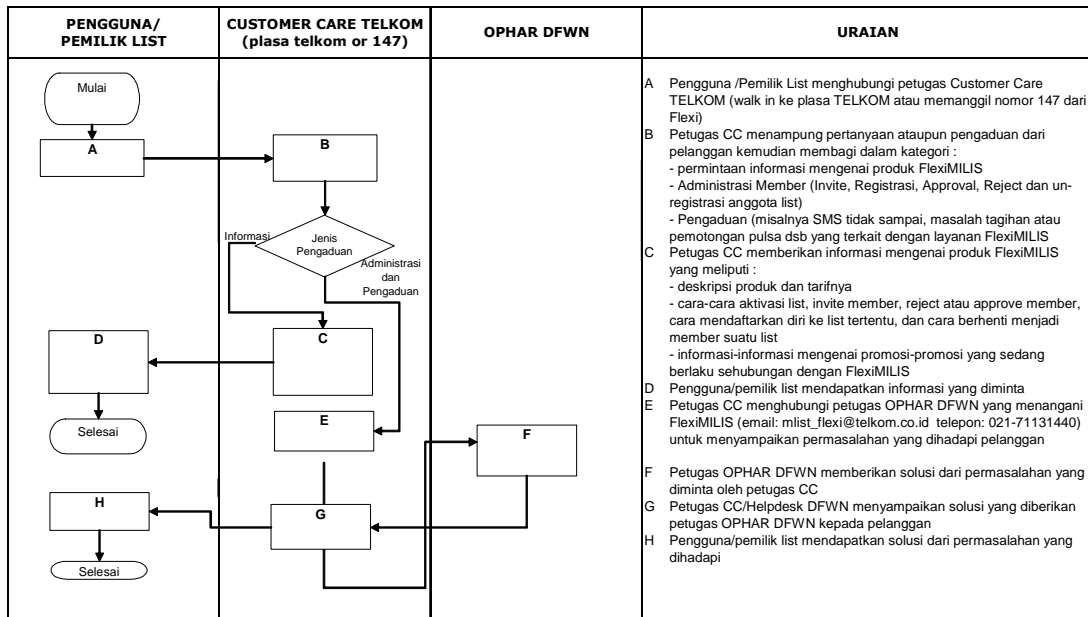 PENGGUNA/
PEMILIK LIST
CUSTOMER CARE TELKOM
(plasa telkom or 147)
OPHAR DFWN
URAIAN
Mulai
A
B
Informasi
Jenis
Pengaduan
Administrasi
dan
Pengaduan
D
C
Selesai
E
F
H
G
Selesai
A Pengguna /Pemilik List menghubungi petugas Customer Care
TELKOM (walk in ke plasa TELKOM atau memanggil nomor 147 dari
Flexi)
B Petugas CC menampung pertanyaan ataupun pengaduan dari
pelanggan kemudian membagi dalam kategori :
- permintaan informasi mengenai produk FlexiMILIS
- Administrasi Member (Invite, Registrasi, Approval, Reject dan un-
registrasi anggota list)
- Pengaduan (misalnya SMS tidak sampai, masalah tagihan atau
pemotongan pulsa dsb yang terkait dengan layanan FlexiMILIS
C Petugas CC memberikan informasi mengenai produk FlexiMILIS
yang meliputi :
- deskripsi produk dan tarifnya
- cara-cara aktivasi list, invite member, reject atau approve member,
cara mendaftarkan diri ke list tertentu, dan cara berhenti menjadi
member suatu list
- informasi-informasi mengenai promosi-promosi yang sedang
berlaku sehubungan dengan FlexiMILIS
D Pengguna/pemilik list mendapatkan informasi yang diminta
E Petugas CC menghubungi petugas OPHAR DFWN yang menangani
FlexiMILIS (email: mlist_flexi@telkom.co.id telepon: 021-71131440)
untuk menyampaikan permasalahan yang dihadapi pelanggan
F Petugas OPHAR DFWN memberikan solusi dari permasalahan yang
diminta oleh petugas CC
G Petugas CC/Helpdesk DFWN menyampaikan solusi yang diberikan
petugas OPHAR DFWN kepada pelanggan
H Pengguna/pemilik list mendapatkan solusi dari permasalahan yang
dihadapi